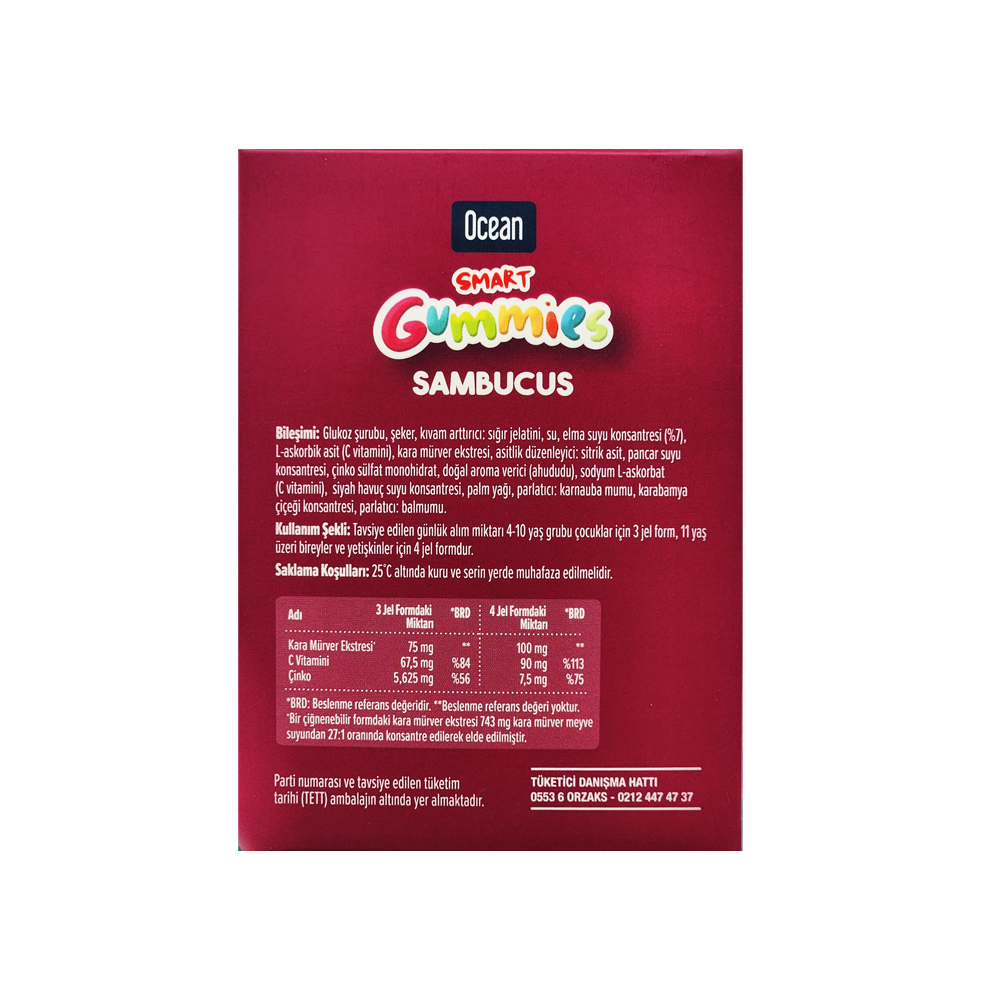 Ocean
SMART
Gummies
SAMBUCUS
Bileşimi: Glukoz şurubu, şeker, kıvam arttırıcı: sığır jelatini, su, elma suyu konsantresi (%7),
L-askorbik asit (C vitamini), kara mürver ekstresi, asitlik düzenleyici: sitrik asit, pancar suyu
konsantresi, çinko sülfat monohidrat, doğal aroma verici (ahududu), sodyum L-askorbat
(C vitamini), siyah havuç suyu konsantresi, palm yağı, parlatıcı: karnauba mumu, karabamya
çiçeği konsantresi, parlatıcı: balmumu.
Kullanım Şekli: Tavsiye edilen günlük alım miktarı 4-10 yaş grubu çocuklar için 3 jel form, 11 yaş
üzeri bireyler ve yetişkinler için 4 jel formdur.
Saklama Koşulları: 25°C altında kuru ve serin yerde muhafaza edilmelidir.
Adı 3 Jel Formdaki Miktarı *BRD 4 Jel Formdaki Miktarı *BRD
Kara Mürver Ekstresi+ 75 mg ** 100 mg **
C Vitamini 67,5 mg %84 90 mg %113
Çinko 5,625 mg %56 7,5 mg %75
*BRD: Beslenme referans değeridir. **Beslenme referans değeri yoktur.
+Bir çiğnenebilir formdaki kara mürver ekstresi 743 mg kara mürver meyve
suyundan 27:1 oranında konsantre edilerek elde edilmiştir.
Parti numarası ve tavsiye edilen tüketim
tarihi (TETT) ambalajın altında yer almaktadır.
TÜKETİCİ DANIŞMA HATTI
0553 6 ORZAKS - 0212 447 47 37